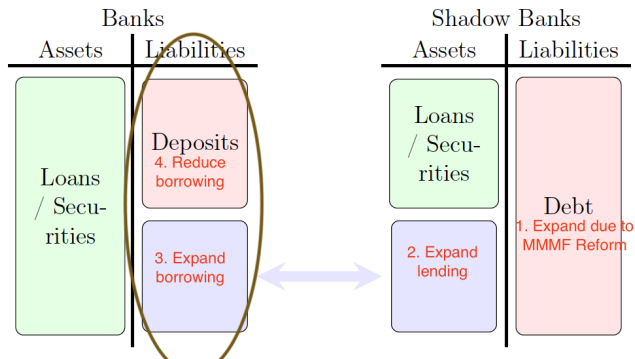 Banks
Assets
Liabilities
Loans
/ Secu-
rities
Deposits
4. Reduce
borrowing
3. Expand
borrowing
Shadow Banks
Assets
Liabilities
Loans
/ Secu-
rities
2. Expand
lending
Debt
1. Expand due to
MMMF Reform